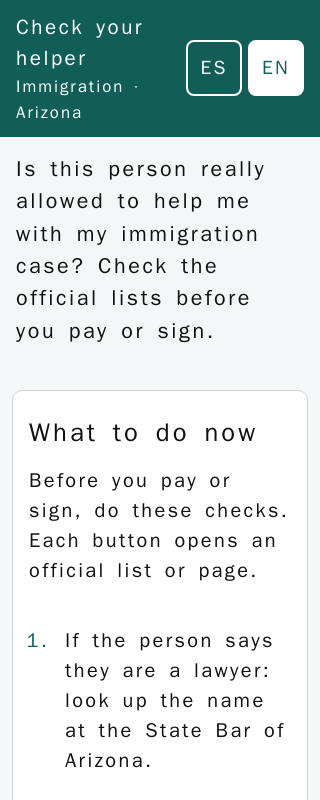 Check your
helper
Immigration ·
Arizona
ES
EN
Is this person really
allowed to help me
with my immigration
case? Check the
official lists before
you pay or sign.
What to do now
Before you pay or
sign, do these checks.
Each button opens an
official list or page.
1. If the person says
they are a lawyer:
look up the name
at the State Bar of
Arizona.